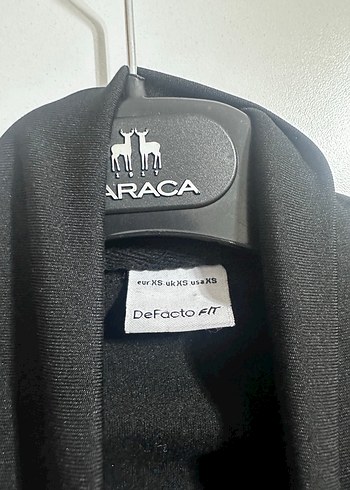 ARACA
eur XS. uk XS. usa XS
DeFacto FIT